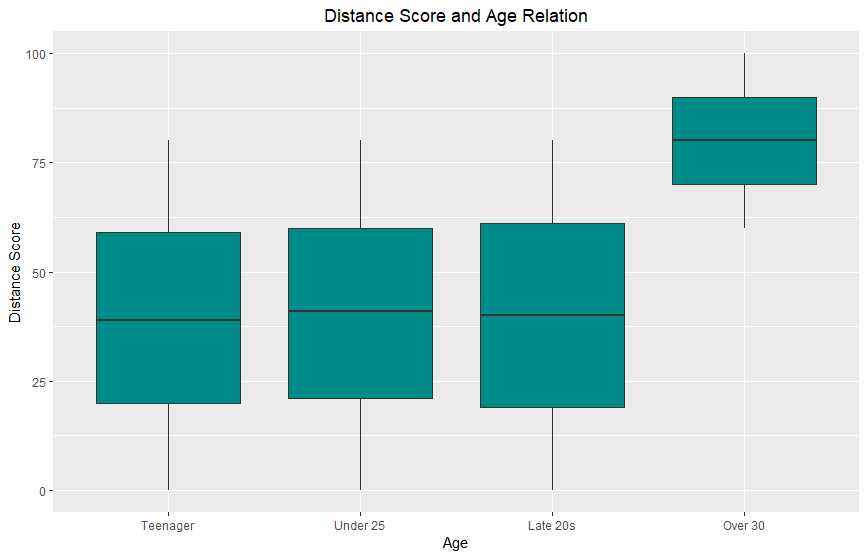 Distance Score and Age Relation
100
75
50
25
0
Distance Score
Teenager Under 25 Late 20s Over 30
Age